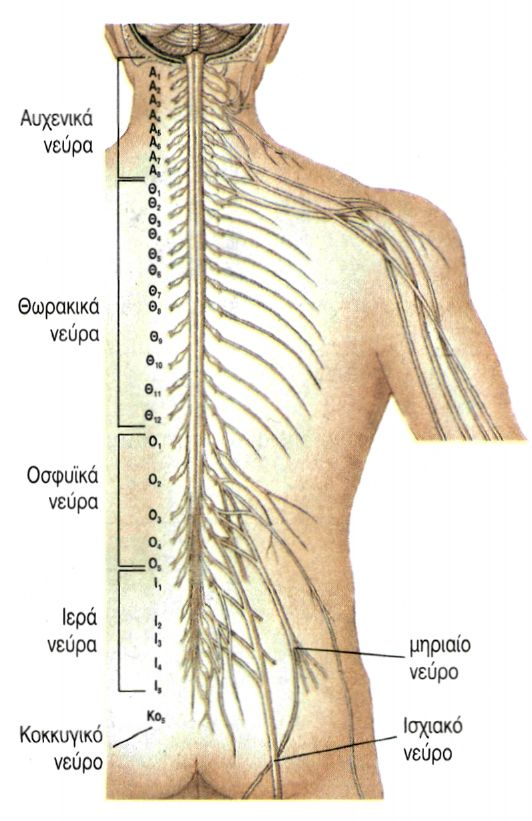 Αυχενικά
νεύρα
Α1
Α2
Α3
Α4
Α5
Α6
Α7
Α8
Θωρακικά
νεύρα
Θ1
Θ2
Θ3
Θ4
Θ5
Θ6
Θ7
Θ8
Θ9
Θ10
Θ11
Θ12
Οσφυϊκά
νεύρα
Ο1
Ο2
Ο3
Ο4
Ο5
Ιερά
νεύρα
Ι1
Ι2
Ι3
Ι4
Ι5
Κοκκυγικό
νεύρο
Κο5
μηριαίο
νεύρο
Ισχιακό
νεύρο